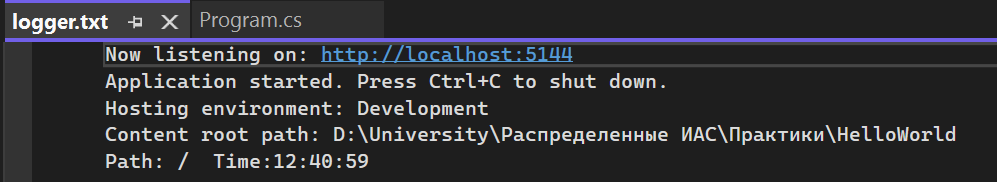 logger.txt Program.cs
Now listening on: http://localhost:5144
Application started. Press Ctrl+C to shut down.
Hosting environment: Development
Content root path: D:\University\Распределенные ИАС\Практики\HelloWorld
Path: /  Time:12:40:59